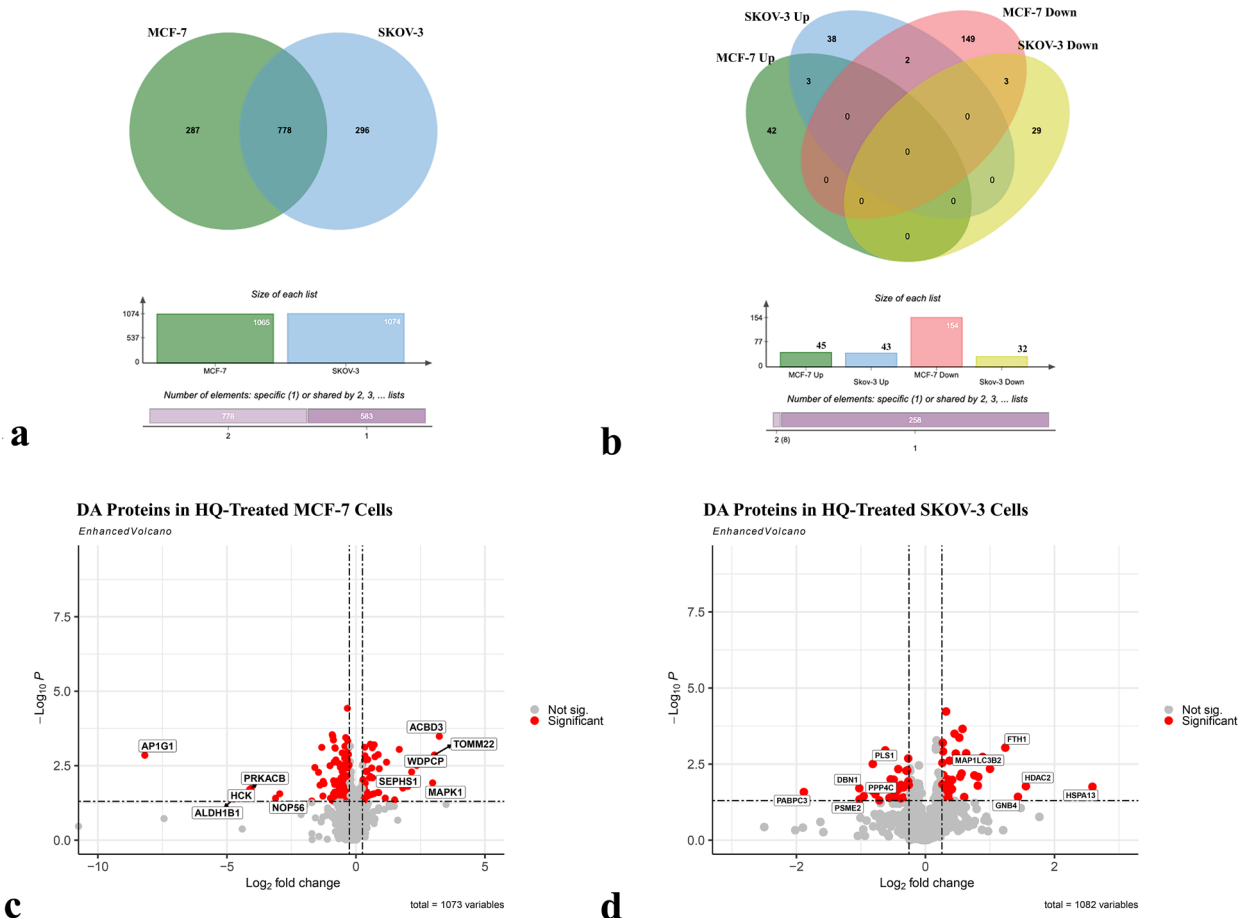 MCF-7
SKOV-3
287
778
296
Size of each list
1074
537
0
1065
1074
MCF-7
SKOV-3
Number of elements: specific (1) or shared by 2, 3, ... lists
778
583
2
1
a
SKOV-3 Up
MCF-7 Down
MCF-7 Up
SKOV-3 Down
38
149
2
3
3
42
0
0
29
0
0
0
0
0
0
Size of each list
154
77
0
45
43
154
32
MCF-7 Up
Skov-3 Up
MCF-7 Down
Skov-3 Down
Number of elements: specific (1) or shared by 2, 3, ... lists
258
2 (8)
1
b
DA Proteins in HQ-Treated MCF-7 Cells
EnhancedVolcano
7.5
5.0
2.5
0.0
−Log10 P
ACBD3
TOMM22
AP1G1
WDPCP
PRKACB
SEPHS1
HCK
MAPK1
NOP56
ALDH1B1
Not sig.
Significant
−10
−5
0
5
Log2 fold change
total = 1073 variables
c
DA Proteins in HQ-Treated SKOV-3 Cells
EnhancedVolcano
7.5
5.0
2.5
0.0
−Log10 P
FTH1
PLS1
MAP1LC3B2
DBN1
HDAC2
PPP4C
PABPC3
HSPA13
PSME2
GNB4
Not sig.
Significant
−2
0
2
Log2 fold change
total = 1082 variables
d